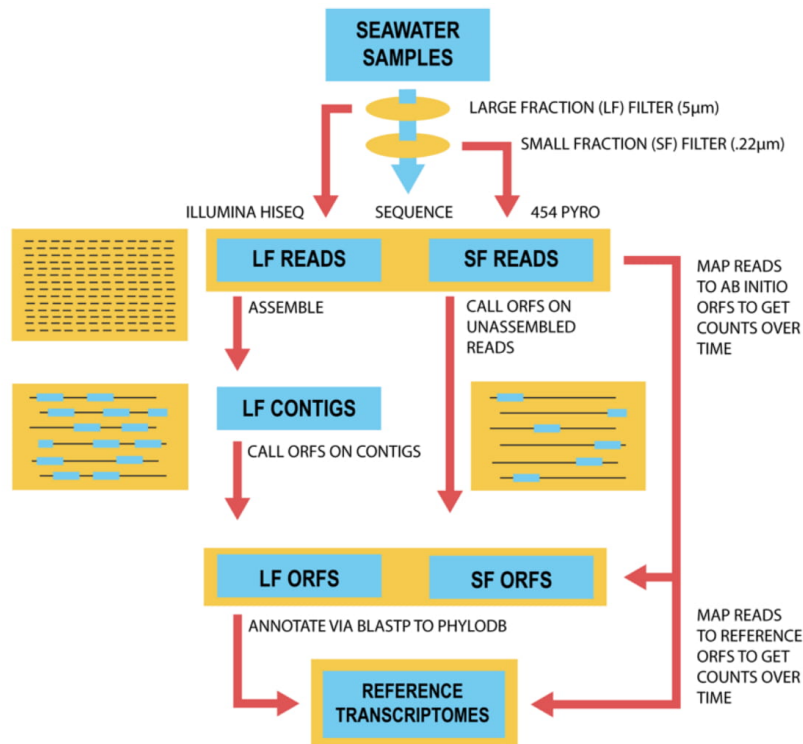 SEAWATER
SAMPLES
LARGE FRACTION (LF) FILTER (5µm)
SMALL FRACTION (SF) FILTER (.22µm)
ILLUMINA HISEQ
SEQUENCE
454 PYRO
LF READS
SF READS
MAP READS
TO AB INITIO
ORFS TO GET
COUNTS OVER
TIME
ASSEMBLE
CALL ORFS ON
UNASSEMBLED
READS
LF CONTIGS
CALL ORFS ON CONTIGS
LF ORFS
SF ORFS
ANNOTATE VIA BLASTP TO PHYLODB
MAP READS
TO REFERENCE
ORFS TO GET
COUNTS OVER
TIME
REFERENCE
TRANSCRIPTOMES